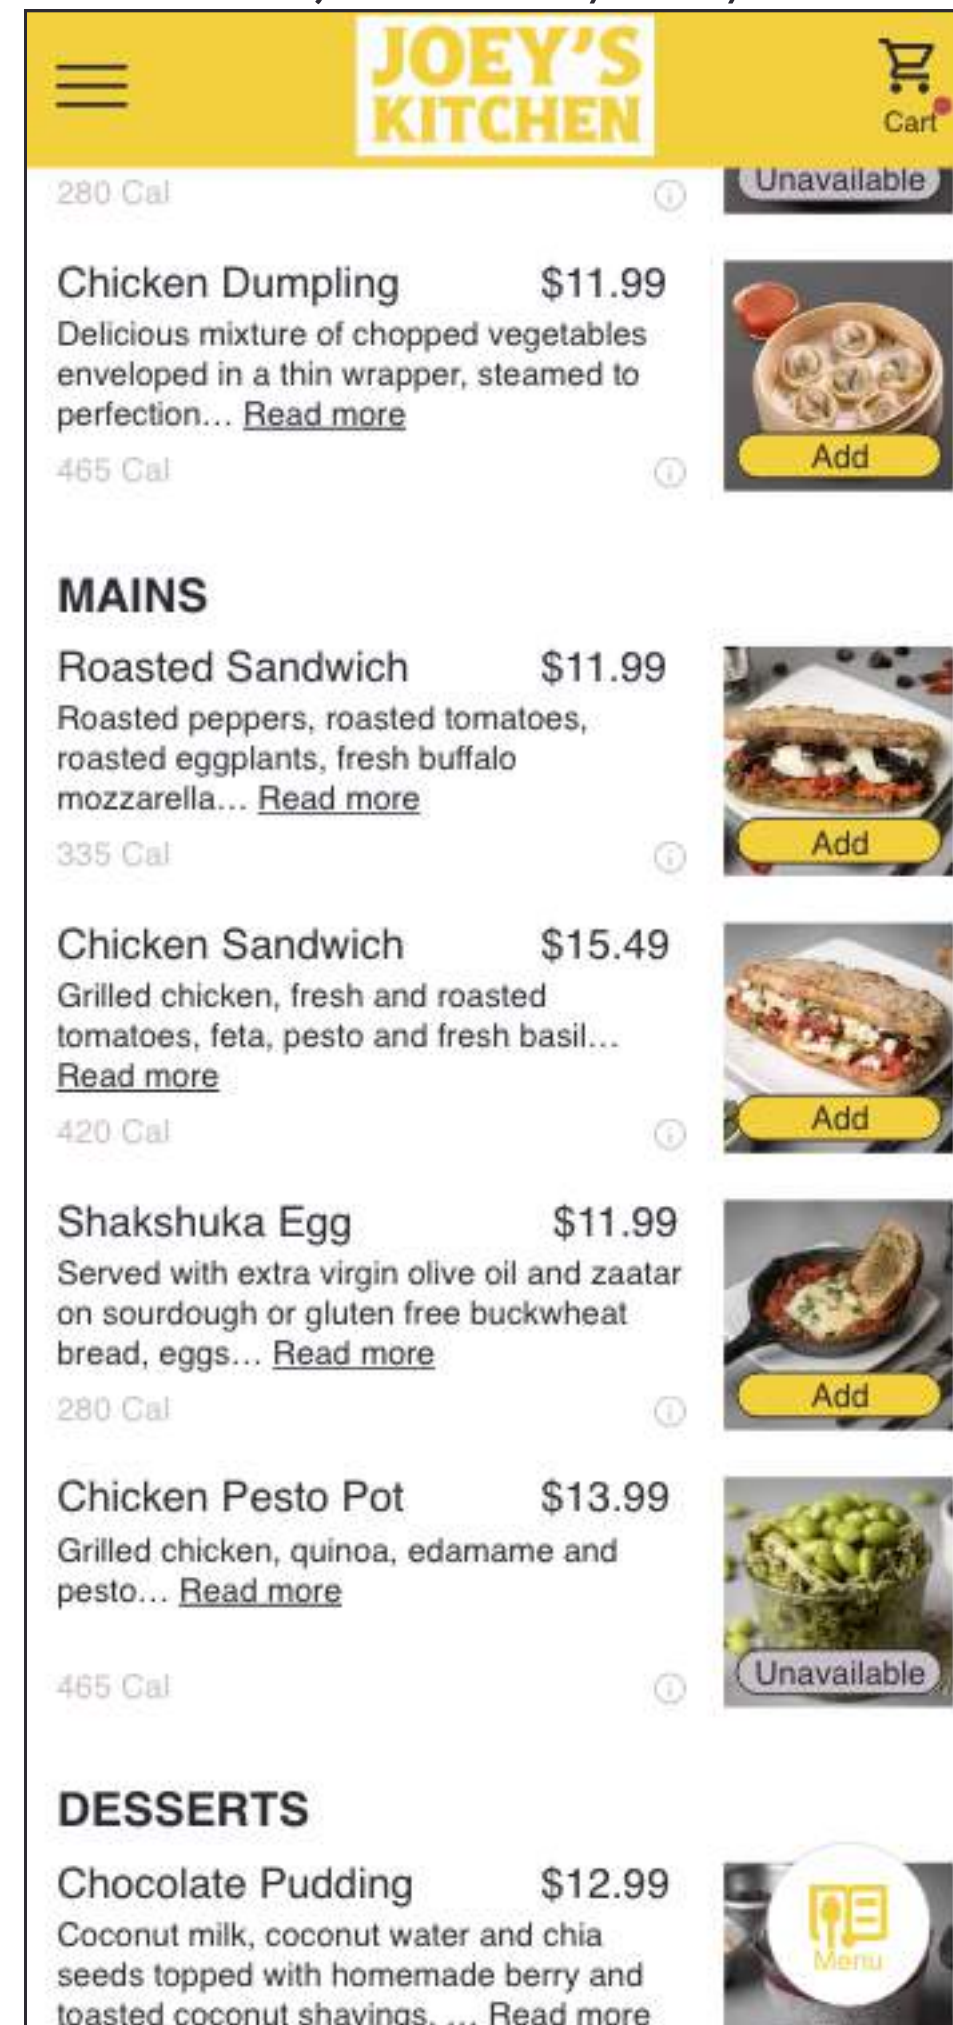 JOEY'S
KITCHEN
Cart
280 Cal
Unavailable
Chicken Dumpling $11.99
Delicious mixture of chopped vegetables
enveloped in a thin wrapper, steamed to
perfection... Read more
465 Cal
Add
MAINS
Roasted Sandwich $11.99
Roasted peppers, roasted tomatoes,
roasted eggplants, fresh buffalo
mozzarella... Read more
335 Cal
Add
Chicken Sandwich $15.49
Grilled chicken, fresh and roasted
tomatoes, feta, pesto and fresh basil...
Read more
420 Cal
Add
Shakshuka Egg $11.99
Served with extra virgin olive oil and zaatar
on sourdough or gluten free buckwheat
bread, eggs... Read more
280 Cal
Add
Chicken Pesto Pot $13.99
Grilled chicken, quinoa, edamame and
pesto... Read more
465 Cal
Unavailable
DESSERTS
Chocolate Pudding $12.99
Coconut milk, coconut water and chia
seeds topped with homemade berry and
toasted coconut shavings, ... Read more
Menu